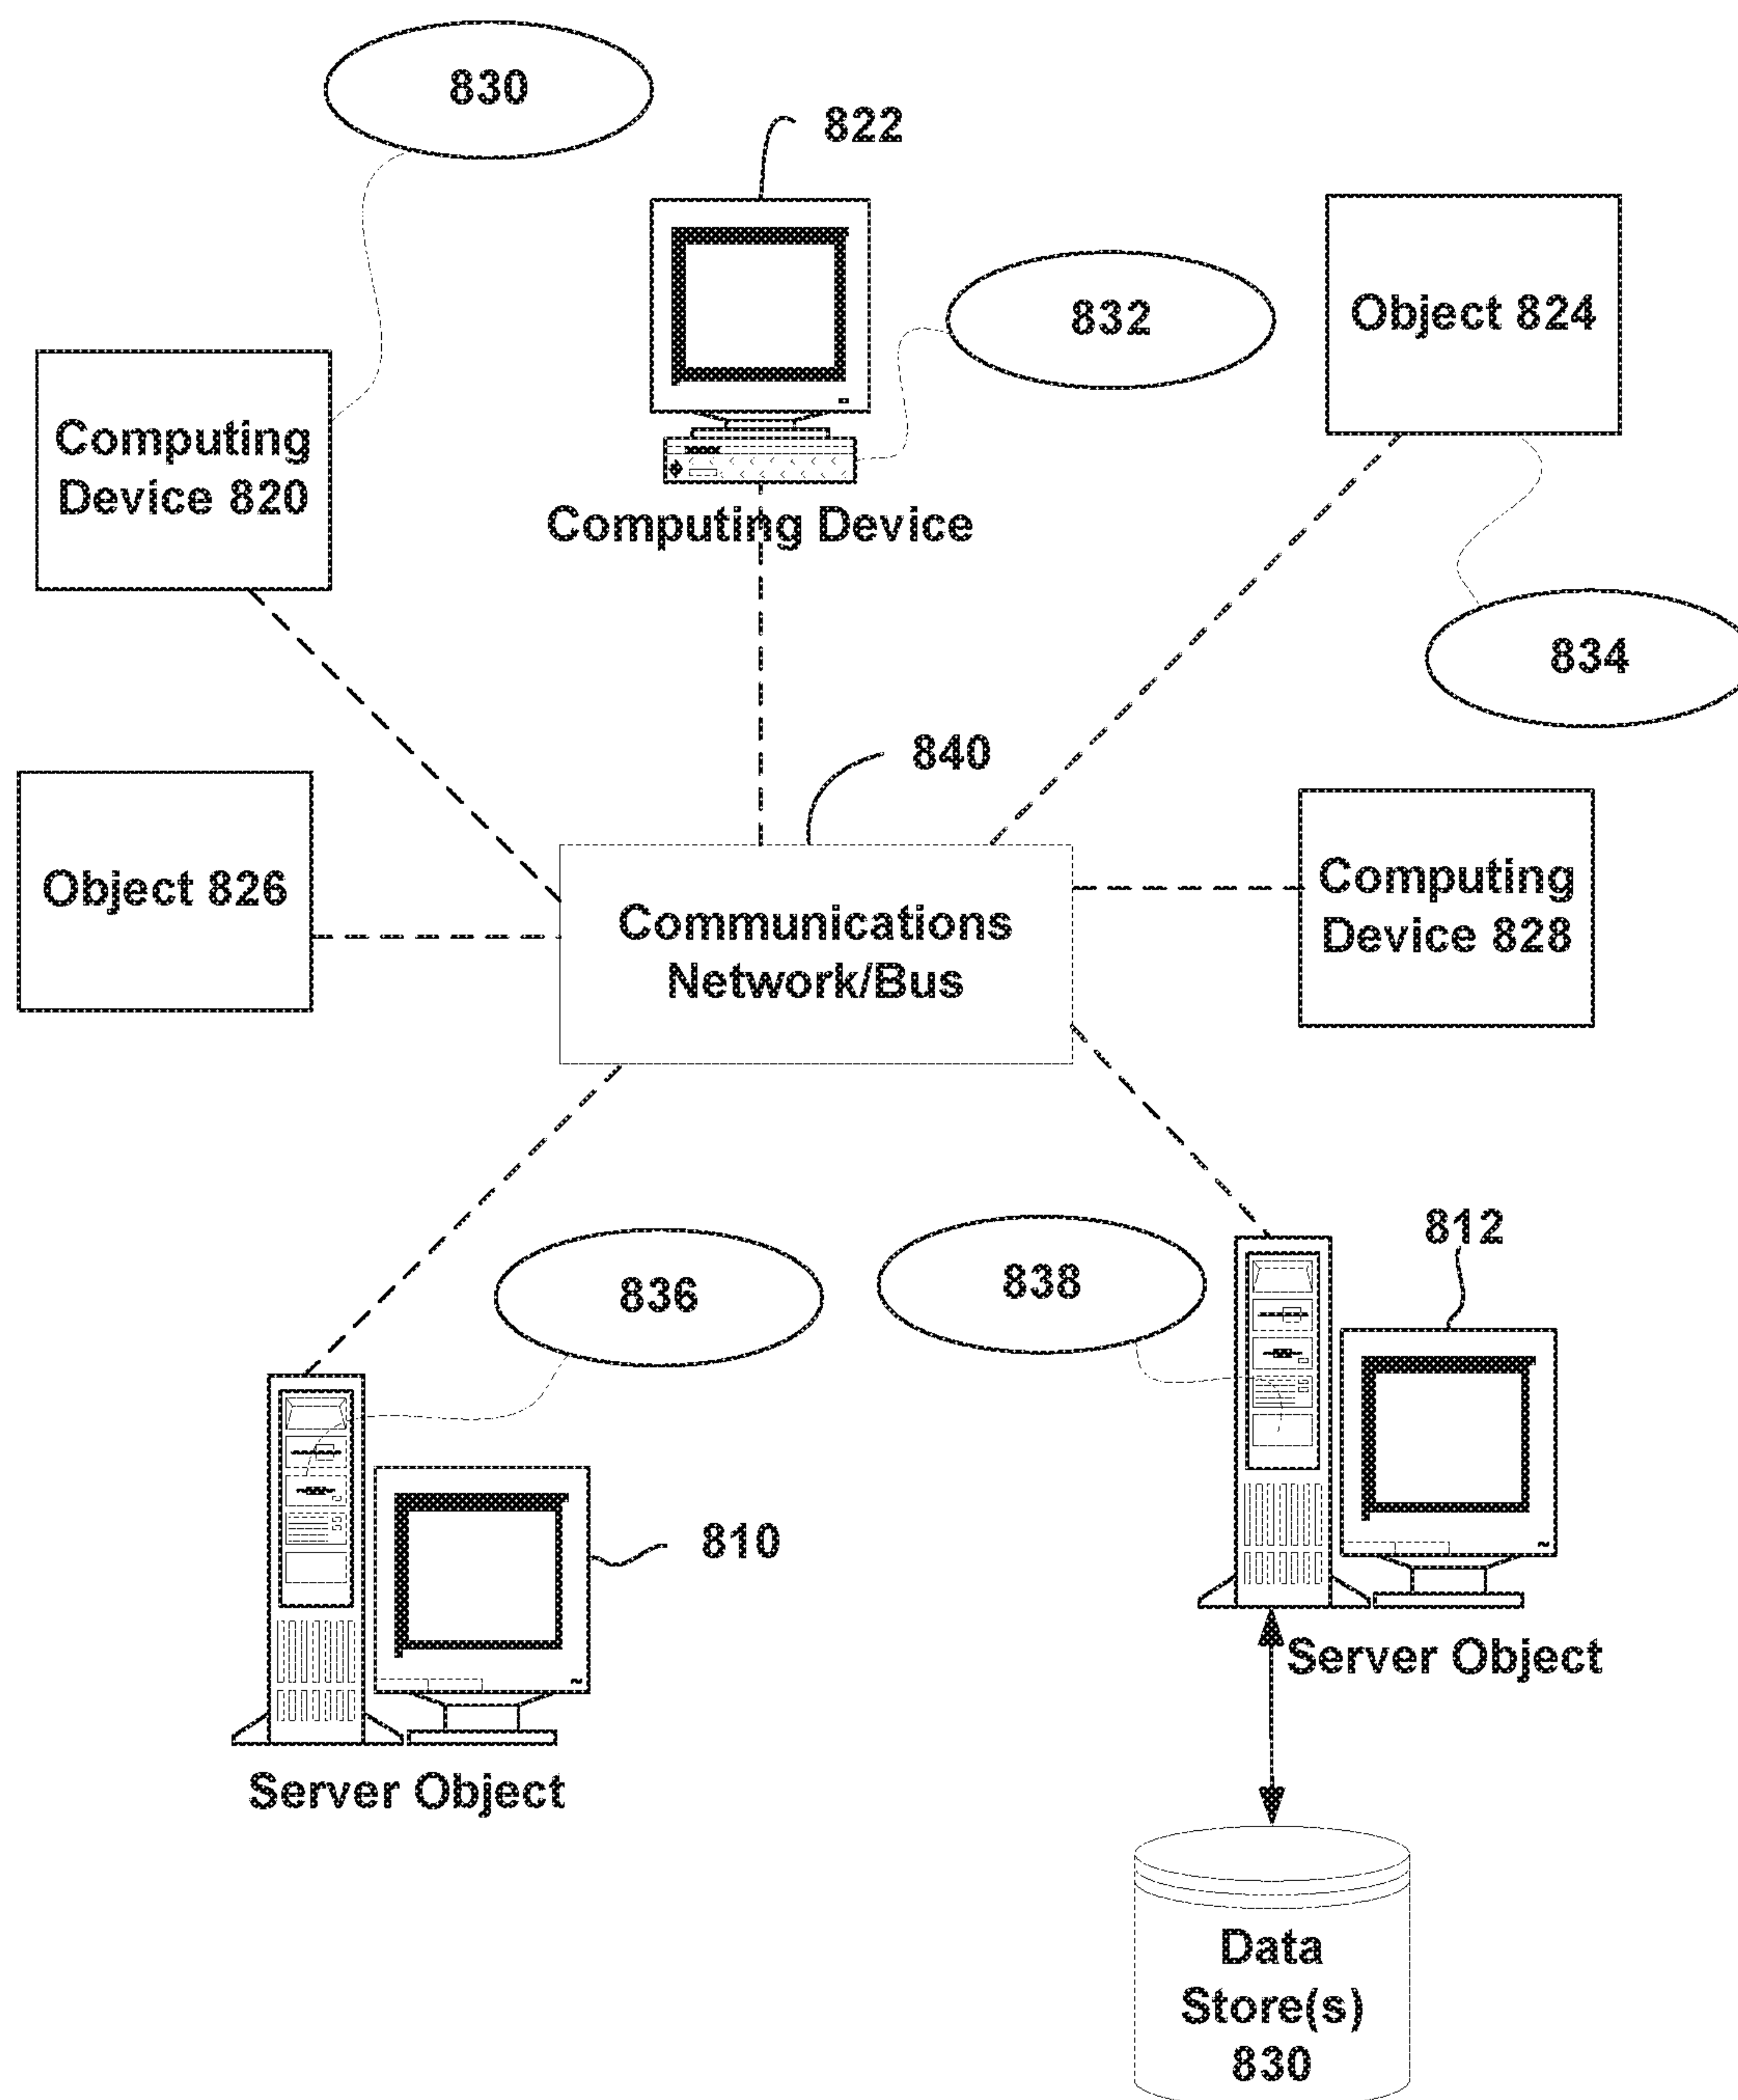 830
822
832
Object 824
Computing
Device 820
Computing Device
834
840
Object 826
Computing
Device 828
Communications
Network/Bus
836
838
812
810
Server Object
Server Object
Data
Store(s)
830